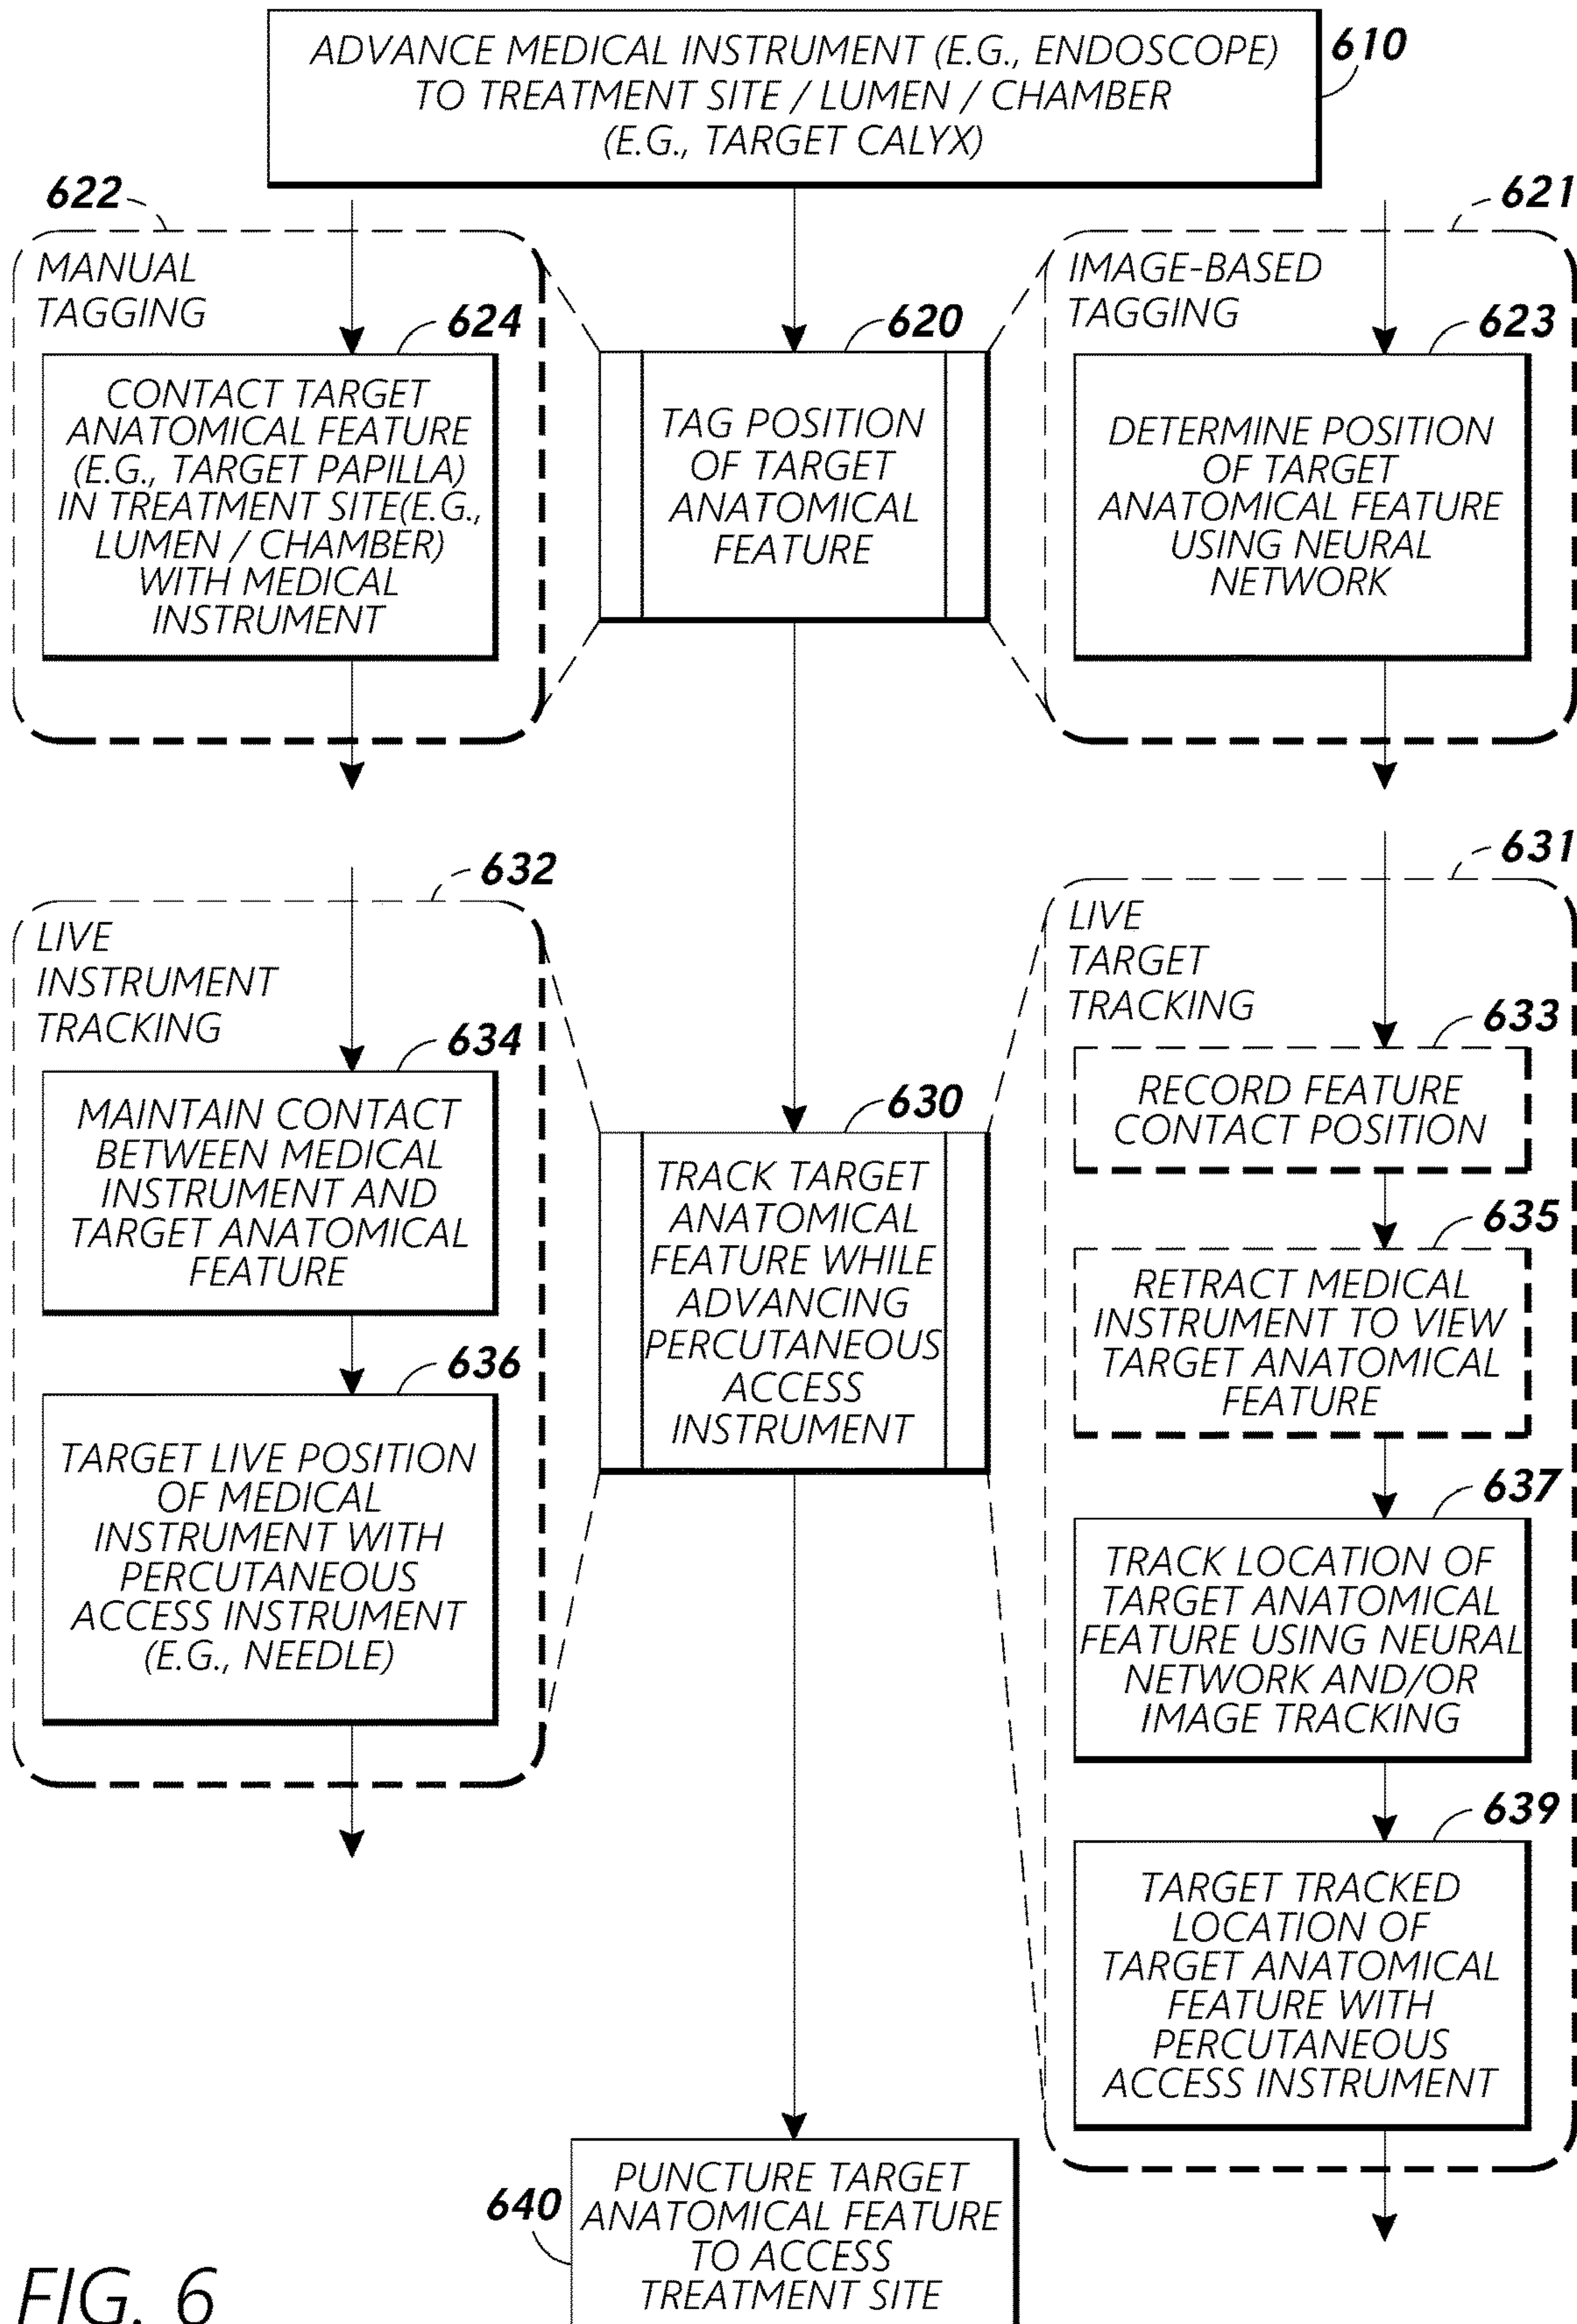 ADVANCE MEDICAL INSTRUMENT (E.G., ENDOSCOPE)
TO TREATMENT SITE / LUMEN / CHAMBER
(E.G., TARGET CALYX)
610
622
MANUAL
TAGGING
624
CONTACT TARGET
ANATOMICAL FEATURE
(E.G., TARGET PAPILLA)
IN TREATMENT SITE(E.G.,
LUMEN / CHAMBER)
WITH MEDICAL
INSTRUMENT
620
TAG POSITION
OF TARGET
ANATOMICAL
FEATURE
621
IMAGE-BASED
TAGGING
623
DETERMINE POSITION
OF TARGET
ANATOMICAL FEATURE
USING NEURAL
NETWORK
632
LIVE
INSTRUMENT
TRACKING
634
MAINTAIN CONTACT
BETWEEN MEDICAL
INSTRUMENT AND
TARGET ANATOMICAL
FEATURE
636
TARGET LIVE POSITION
OF MEDICAL
INSTRUMENT WITH
PERCUTANEOUS
ACCESS INSTRUMENT
(E.G., NEEDLE)
630
TRACK TARGET
ANATOMICAL
FEATURE WHILE
ADVANCING
PERCUTANEOUS
ACCESS
INSTRUMENT
631
LIVE
TARGET
TRACKING
633
RECORD FEATURE
CONTACT POSITION
635
RETRACT MEDICAL
INSTRUMENT TO VIEW
TARGET ANATOMICAL
FEATURE
637
TRACK LOCATION OF
TARGET ANATOMICAL
FEATURE USING NEURAL
NETWORK AND/OR
IMAGE TRACKING
639
TARGET TRACKED
LOCATION OF
TARGET ANATOMICAL
FEATURE WITH
PERCUTANEOUS
ACCESS INSTRUMENT
640
PUNCTURE TARGET
ANATOMICAL FEATURE
TO ACCESS
TREATMENT SITE
FIG. 6